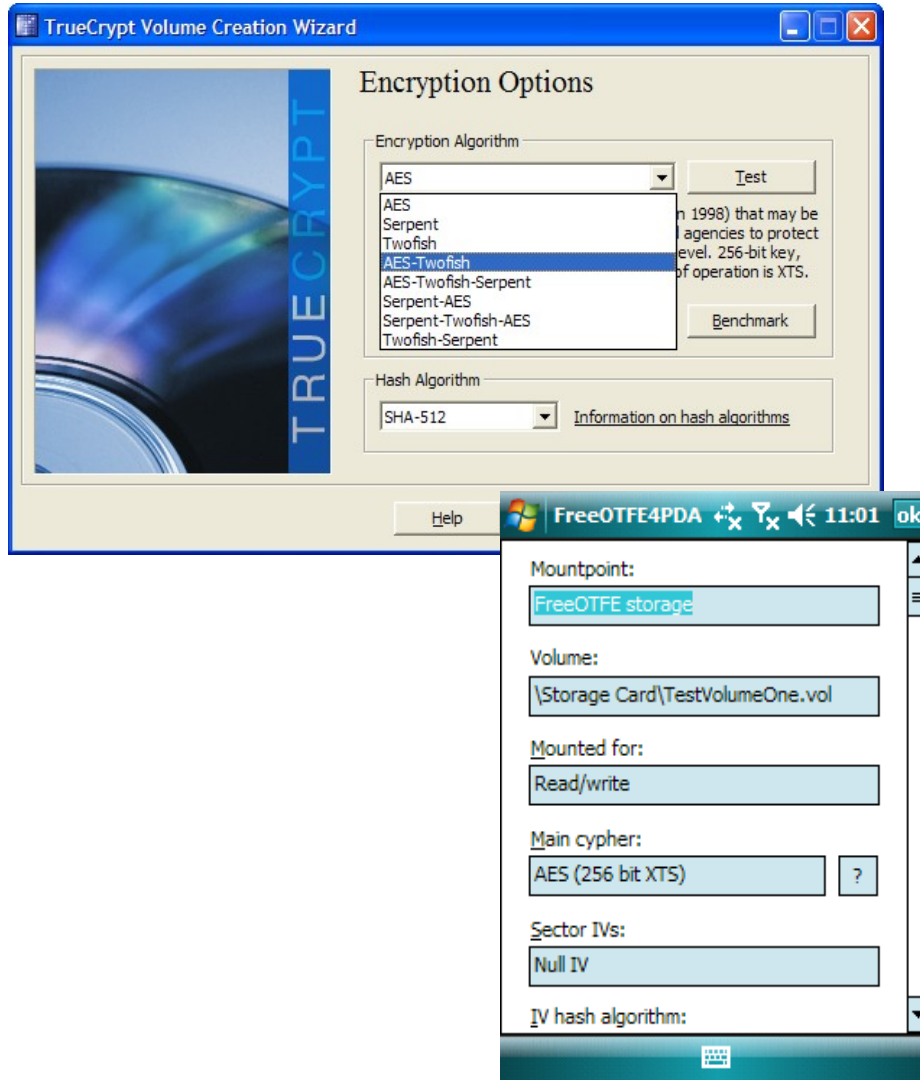 TrueCrypt Volume Creation Wizard
TRUECRYPT
Encryption Options
Encryption Algorithm
AES
Test
AES
Serpent
Twofish
AES-Twofish
AES-Twofish-Serpent
Serpent-AES
Serpent-Twofish-AES
Twofish-Serpent
n 1998) that may be
agencies to protect
evel. 256-bit key,
of operation is XTS.
Benchmark
Hash Algorithm
SHA-512
Information on hash algorithms
Help
FreeOTFE4PDA 11:01 ok
Mountpoint:
FreeOTFE storage
Volume:
\Storage Card\TestVolumeOne.vol
Mounted for:
Read/write
Main cypher:
AES (256 bit XTS) ?
Sector IVs:
Null IV
IV hash algorithm: